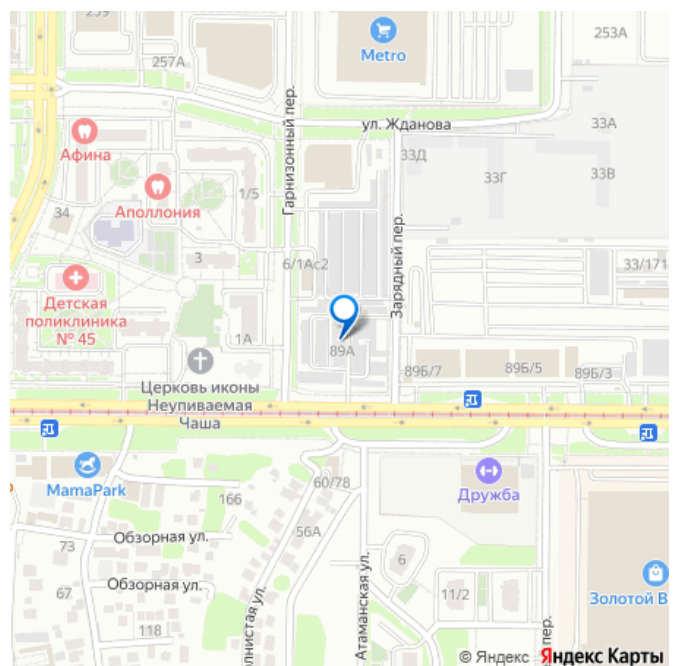 259
Metro
253А
257А
ул. Жданова
33А
Афина
Гарнизонный пер.
33Д
33Г
33В
Аполлония
1/5
34
Зарядный пер.
3
6/1Ас2
33/171
Детская
поликлиника
№ 45
1А
89А
89Б/7
89Б/5
89Б/3
Церковь иконы
Неупиваемая
Чаша
MamaPark
166
60/78
Дружба
56А
73
Обзорная ул.
Атаманская ул.
6
67
Обзорная ул.
11/2
Золотой В
118
олнистая ул.
пер.
© Яндекс Яндекс Карты